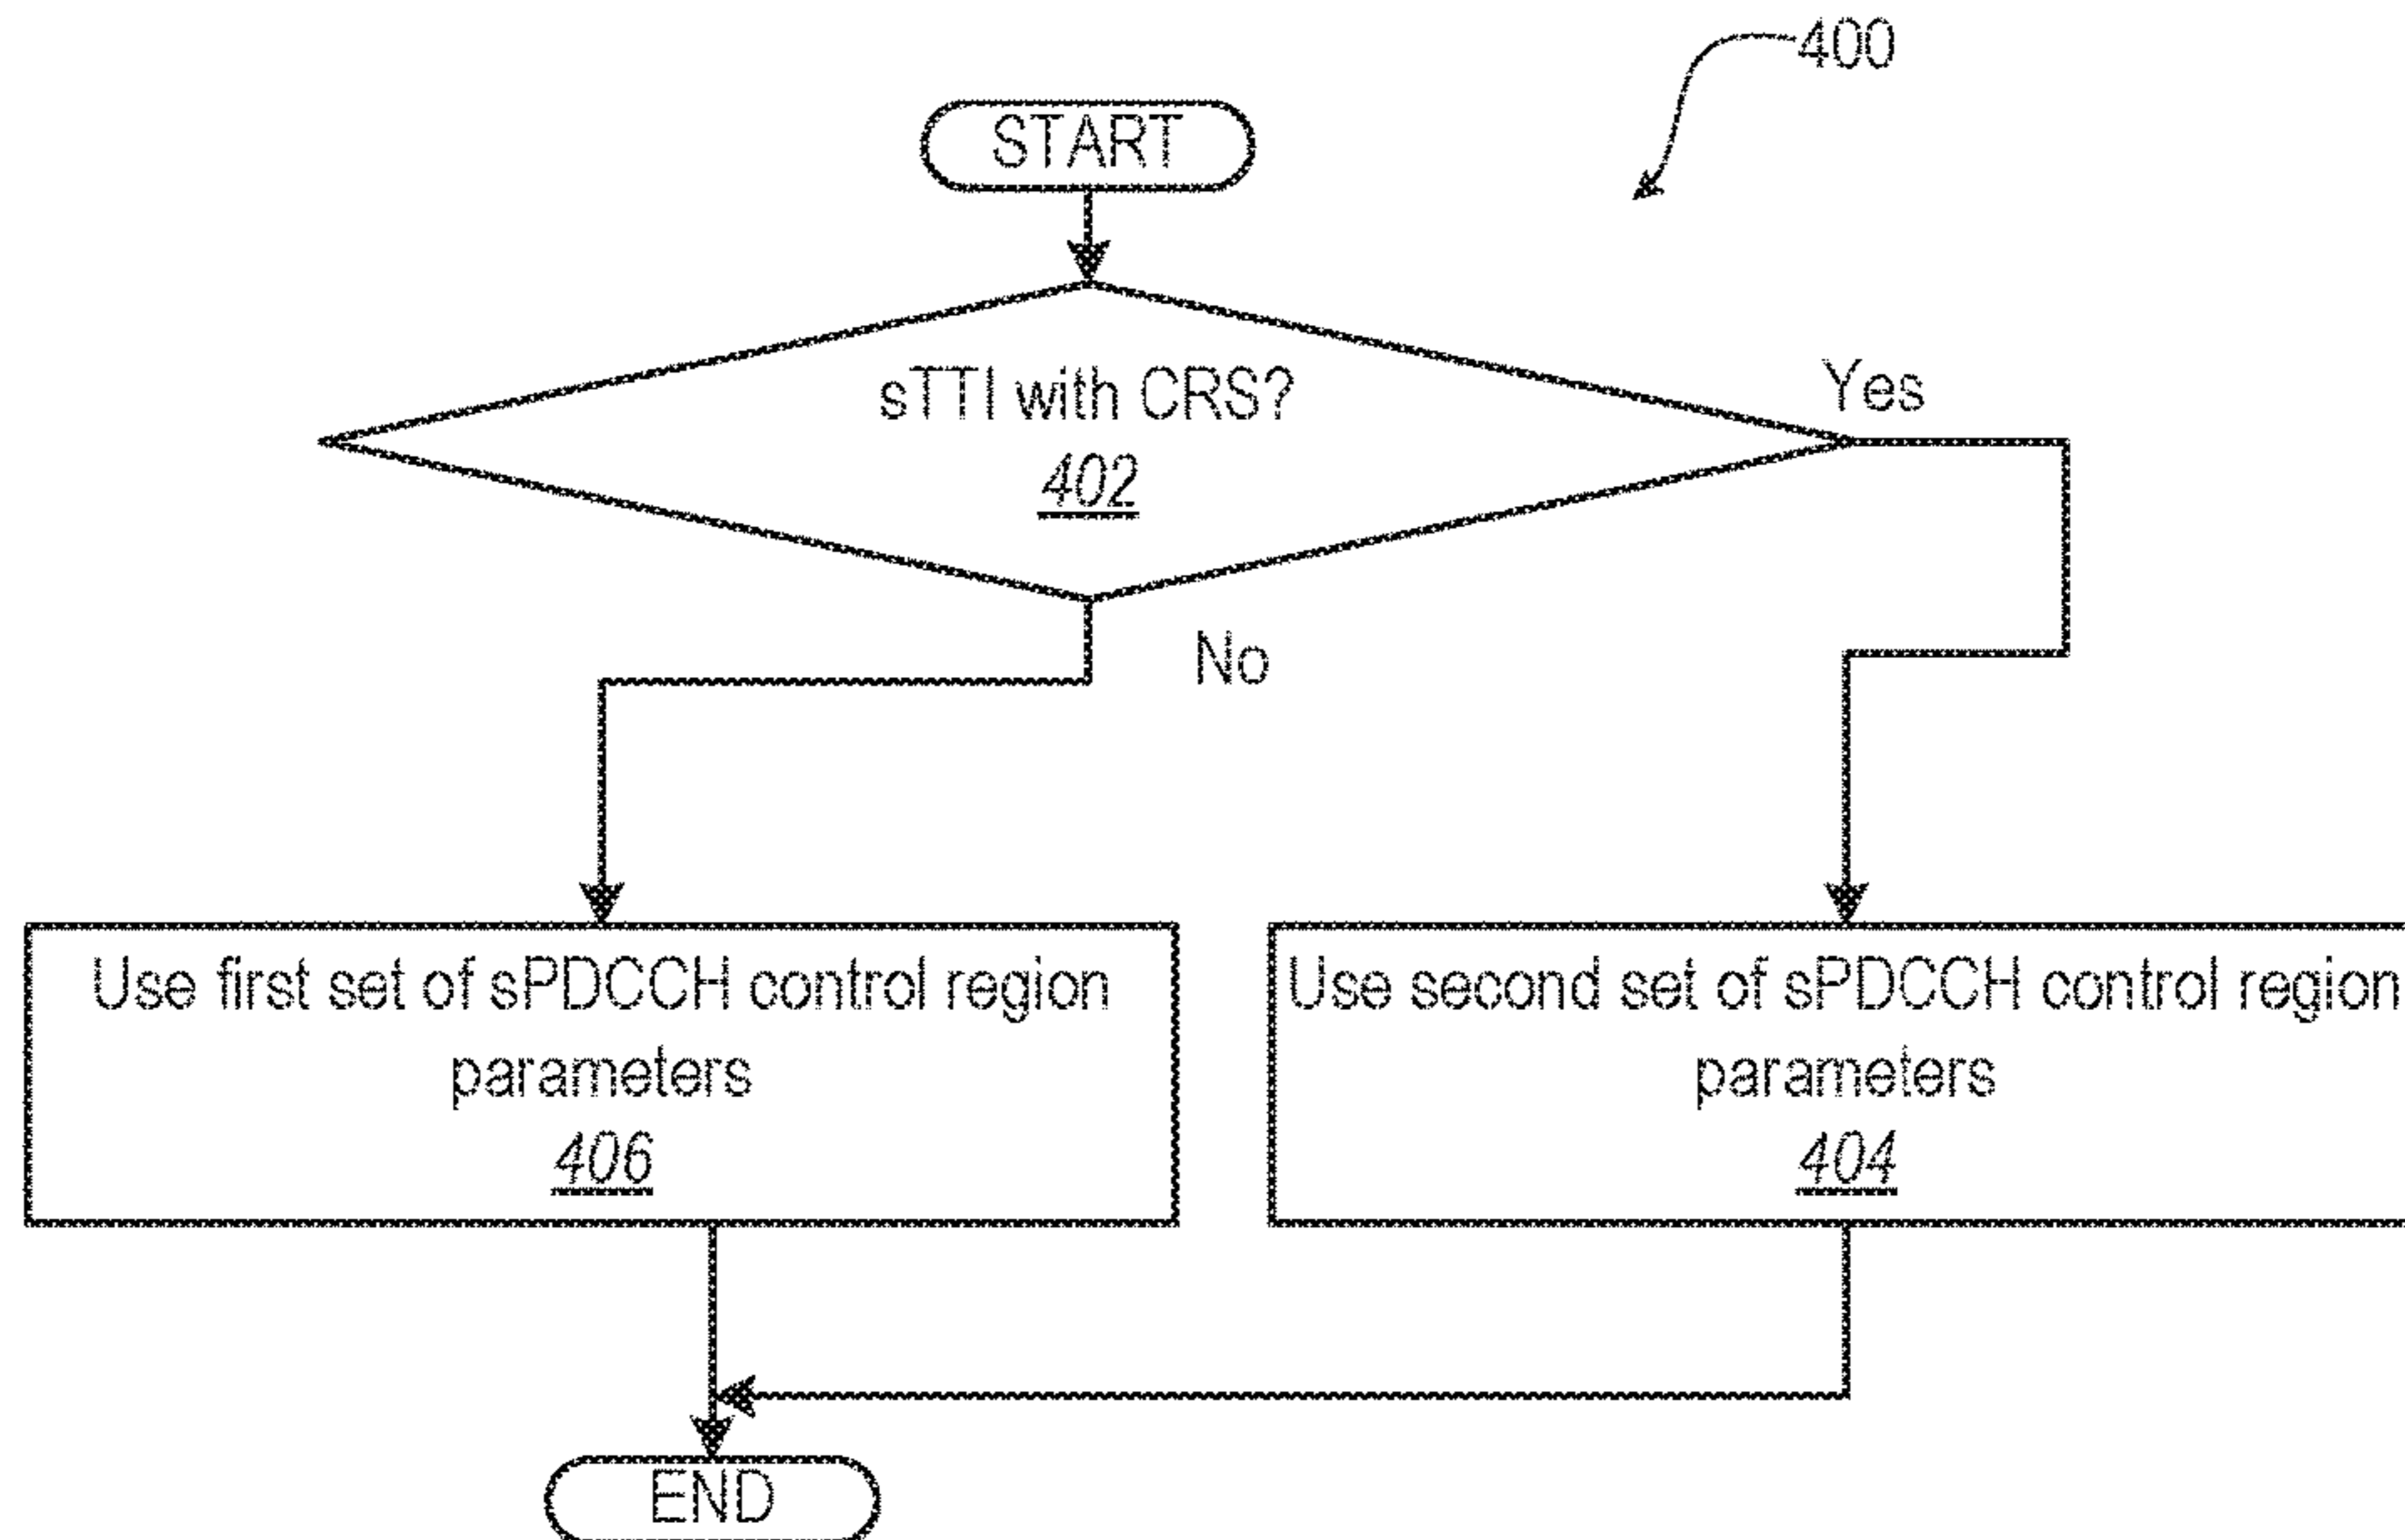 400
START
sTTI with CRS?
402
Yes
No
Use first set of sPDCCH control region
parameters
406
Use second set of sPDCCH control region
parameters
404
END